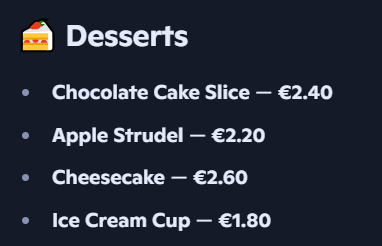 Desserts
Chocolate Cake Slice — €2.40
Apple Strudel — €2.20
Cheesecake — €2.60
Ice Cream Cup — €1.80